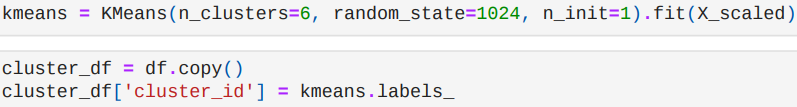 kmeans = KMeans(n_clusters=6, random_state=1024, n_init=1).fit(X_scaled)
cluster_df = df.copy()
cluster_df['cluster_id'] = kmeans.labels_